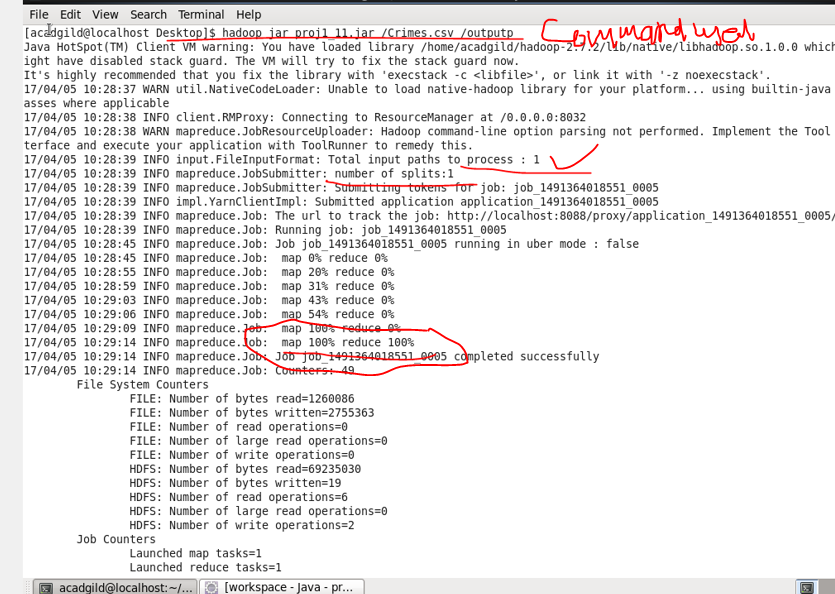 File Edit View Search Terminal Help
[acadgild@localhost Desktop]$ hadoop jar proj1_11.jar /Crimes.csv /outputp
Command used
Java HotSpot(TM) Client VM warning: You have loaded library /home/acadgild/hadoop-2.7.2/lib/native/libhadoop.so.1.0.0 which
ight have disabled stack guard. The VM will try to fix the stack guard now.
It's highly recommended that you fix the library with 'execstack -c <libfile>', or link it with '-z noexecstack'.
17/04/05 10:28:37 WARN util.NativeCodeLoader: Unable to load native-hadoop library for your platform... using builtin-java
asses where applicable
17/04/05 10:28:38 INFO client.RMProxy: Connecting to ResourceManager at /0.0.0.0:8032
17/04/05 10:28:38 WARN mapreduce.JobResourceUploader: Hadoop command-line option parsing not performed. Implement the Tool
terface and execute your application with ToolRunner to remedy this.
17/04/05 10:28:39 INFO input.FileInputFormat: Total input paths to process : 1
17/04/05 10:28:39 INFO mapreduce.JobSubmitter: number of splits:1
17/04/05 10:28:39 INFO mapreduce.JobSubmitter: Submitting tokens for job: job_1491364018551_0005
17/04/05 10:28:39 INFO impl.YarnClientImpl: Submitted application application_1491364018551_0005
17/04/05 10:28:39 INFO mapreduce.Job: The url to track the job: http://localhost:8088/proxy/application_1491364018551_0005/
17/04/05 10:28:39 INFO mapreduce.Job: Running job: job_1491364018551_0005
17/04/05 10:28:45 INFO mapreduce.Job: Job job_1491364018551_0005 running in uber mode : false
17/04/05 10:28:45 INFO mapreduce.Job:  map 0% reduce 0%
17/04/05 10:28:55 INFO mapreduce.Job:  map 20% reduce 0%
17/04/05 10:28:59 INFO mapreduce.Job:  map 31% reduce 0%
17/04/05 10:29:03 INFO mapreduce.Job:  map 43% reduce 0%
17/04/05 10:29:06 INFO mapreduce.Job:  map 54% reduce 0%
17/04/05 10:29:09 INFO mapreduce.Job:  map 100% reduce 0%
17/04/05 10:29:14 INFO mapreduce.Job:  map 100% reduce 100%
17/04/05 10:29:14 INFO mapreduce.Job: Job job_1491364018551_0005 completed successfully
17/04/05 10:29:14 INFO mapreduce.Job: Counters: 49
File System Counters
FILE: Number of bytes read=1260086
FILE: Number of bytes written=2755363
FILE: Number of read operations=0
FILE: Number of large read operations=0
FILE: Number of write operations=0
HDFS: Number of bytes read=69235030
HDFS: Number of bytes written=19
HDFS: Number of read operations=6
HDFS: Number of large read operations=0
HDFS: Number of write operations=2
Job Counters
Launched map tasks=1
Launched reduce tasks=1
acadgild@localhost:~/... [workspace - Java - pr...